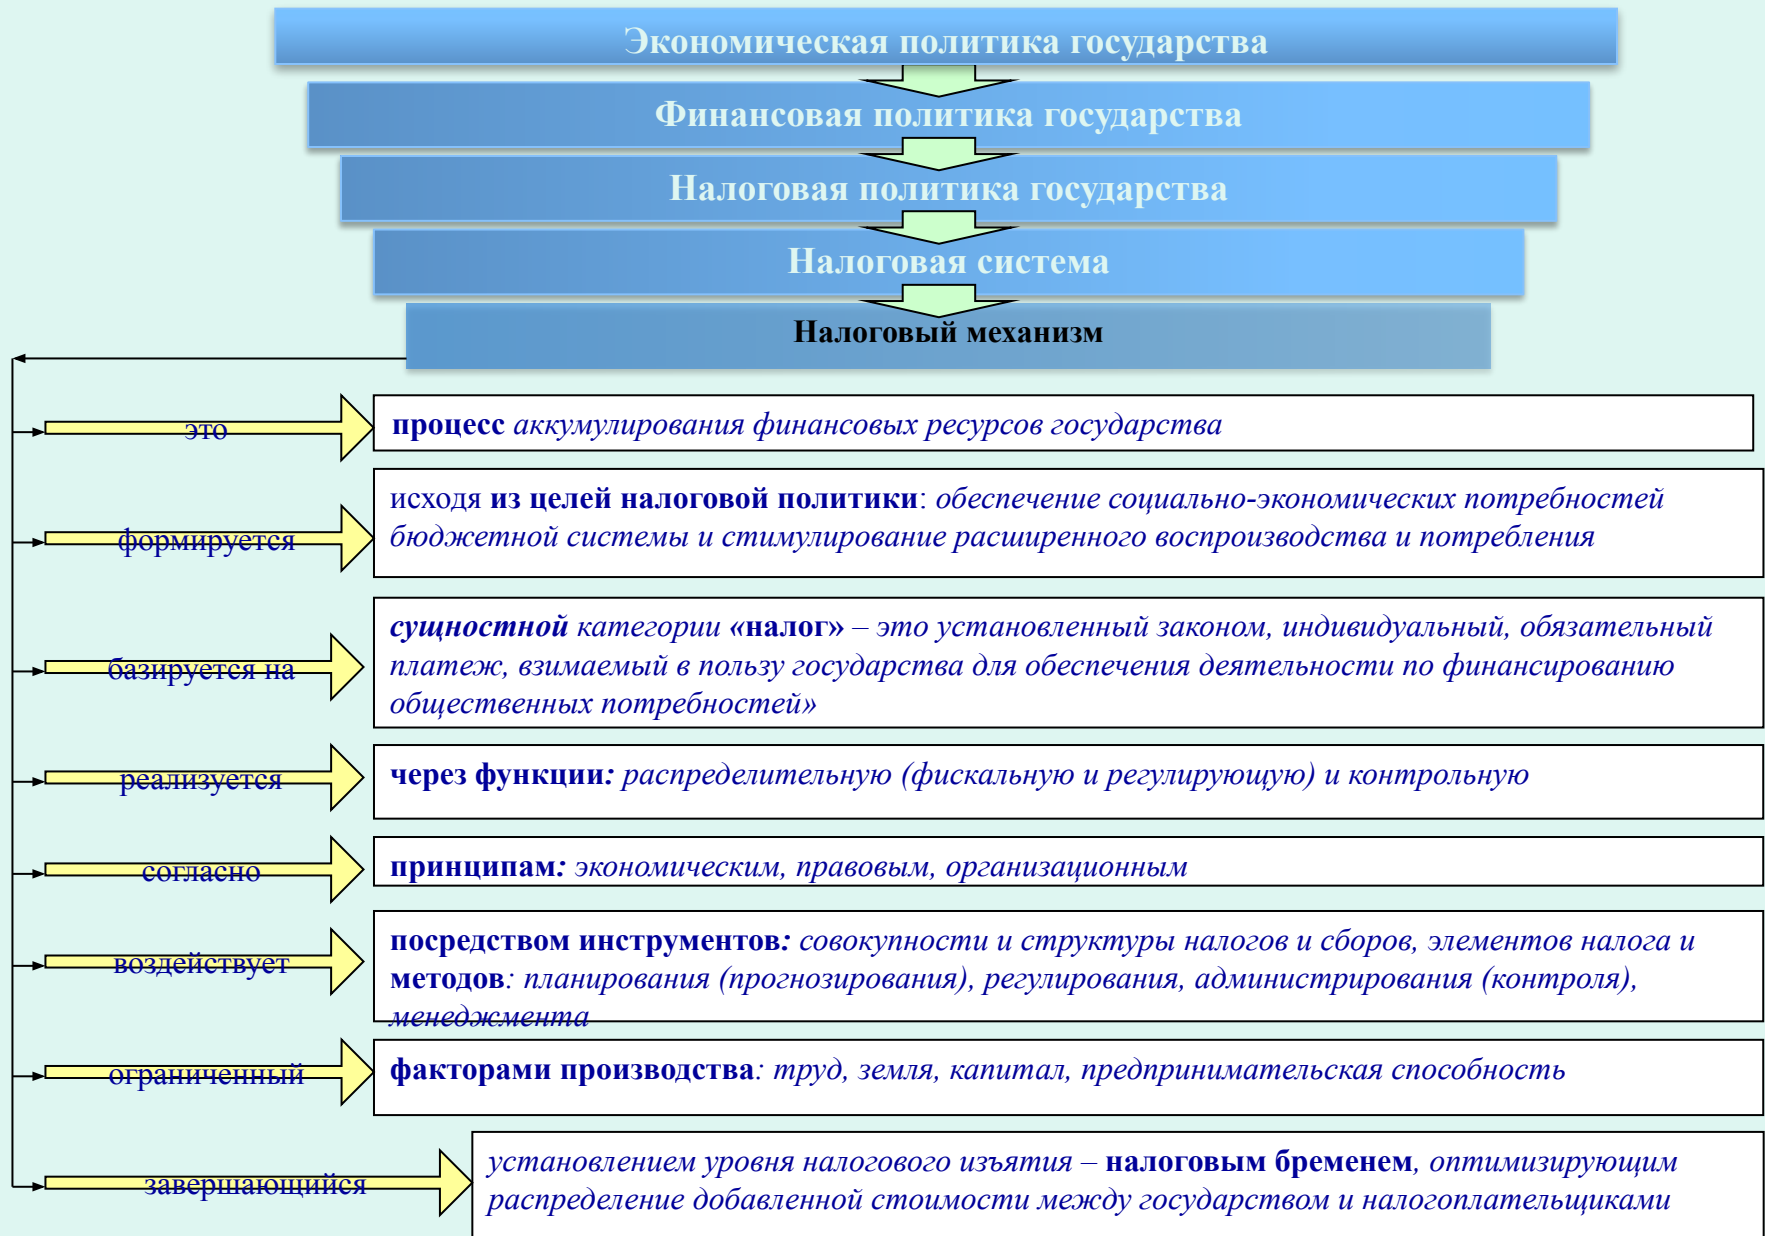 Экономическая политика государства
Финансовая политика государства
Налоговая политика государства
Налоговая система
Налоговый механизм
это
процесс аккумулирования финансовых ресурсов государства
формируется
исходя из целей налоговой политики: обеспечение социально-экономических потребностей
бюджетной системы и стимулирование расширенного воспроизводства и потребления
базируется на
сущностной категории «налог» – это установленный законом, индивидуальный, обязательный
платеж, взимаемый в пользу государства для обеспечения деятельности по финансированию
общественных потребностей»
реализуется
через функции: распределительную (фискальную и регулирующую) и контрольную
согласно
принципам: экономическим, правовым, организационным
воздействует
посредством инструментов: совокупности и структуры налогов и сборов, элементов налога и
методов: планирования (прогнозирования), регулирования, администрирования (контроля),
менеджмента
ограниченный
факторами производства: труд, земля, капитал, предпринимательская способность
завершающийся
установлением уровня налогового изъятия – налоговым бременем, оптимизирующим
распределение добавленной стоимости между государством и налогоплательщиками